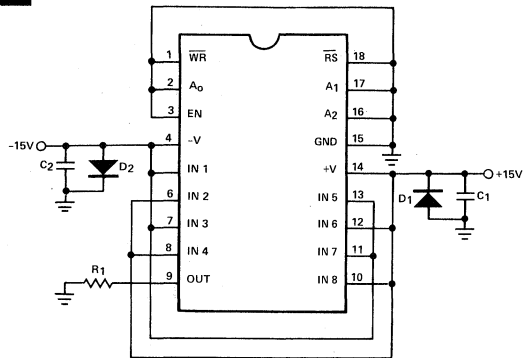 1 W̅R̅ R̅S̅ 18
2 A₀ A1 17
3 EN A2 16
4 -V GND 15
-15V
C2 D2
IN 1 +V 14
+15V
6 IN 2 IN 5 13
D1 C1
7 IN 3 IN 6 12
8 IN 4 IN 7 11
R1 9 OUT IN 8 10